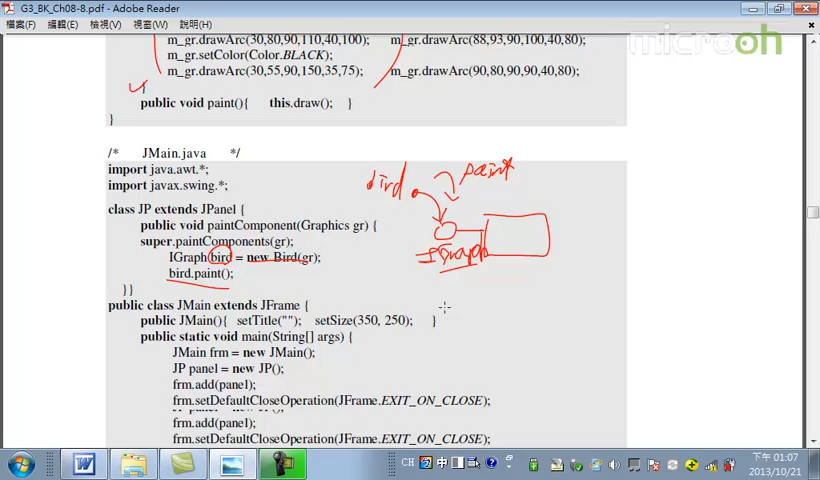 G3_BK_Ch08-8.pdf - Adobe Reader
檔案(F) 編輯(E) 檢視(V) 視窗(W) 說明(H)
microoh
m_gr.drawArc(30,80,90,110,40,100); m_gr.drawArc(88,93,90,100,40,80);
m_gr.setColor(Color.BLACK);
m_gr.drawArc(30,55,90,150,35,75); m_gr.drawArc(90,80,90,90,40,80);
}
public void paint(){ this.draw(); }
}
/* JMain.java */
import java.awt.*;
import javax.swing.*;
bird
paint
class JP extends JPanel {
public void paintComponent(Graphics gr) {
super.paintComponents(gr);
IGraph bird = new Bird(gr);
IGraph
bird.paint();
}}
public class JMain extends JFrame {
public JMain(){ setTitle(""); setSize(350, 250); }
public static void main(String[] args) {
JMain frm = new JMain();
JP panel = new JP();
frm.add(panel);
frm.setDefaultCloseOperation(JFrame.EXIT_ON_CLOSE);
JP panel = new JP();
frm.add(panel);
frm.setDefaultCloseOperation(JFrame.EXIT_ON_CLOSE);
CH 中 下午 01:07
2013/10/21